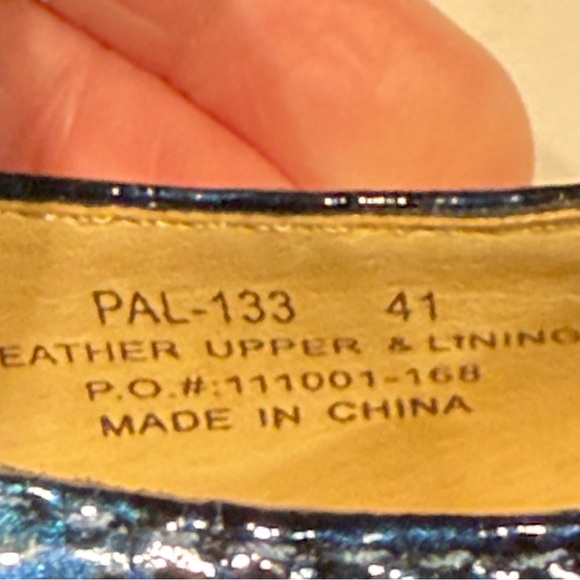 PAL-133 41
EATHER UPPER & LINING
P.O.#:111001-168
MADE IN CHINA